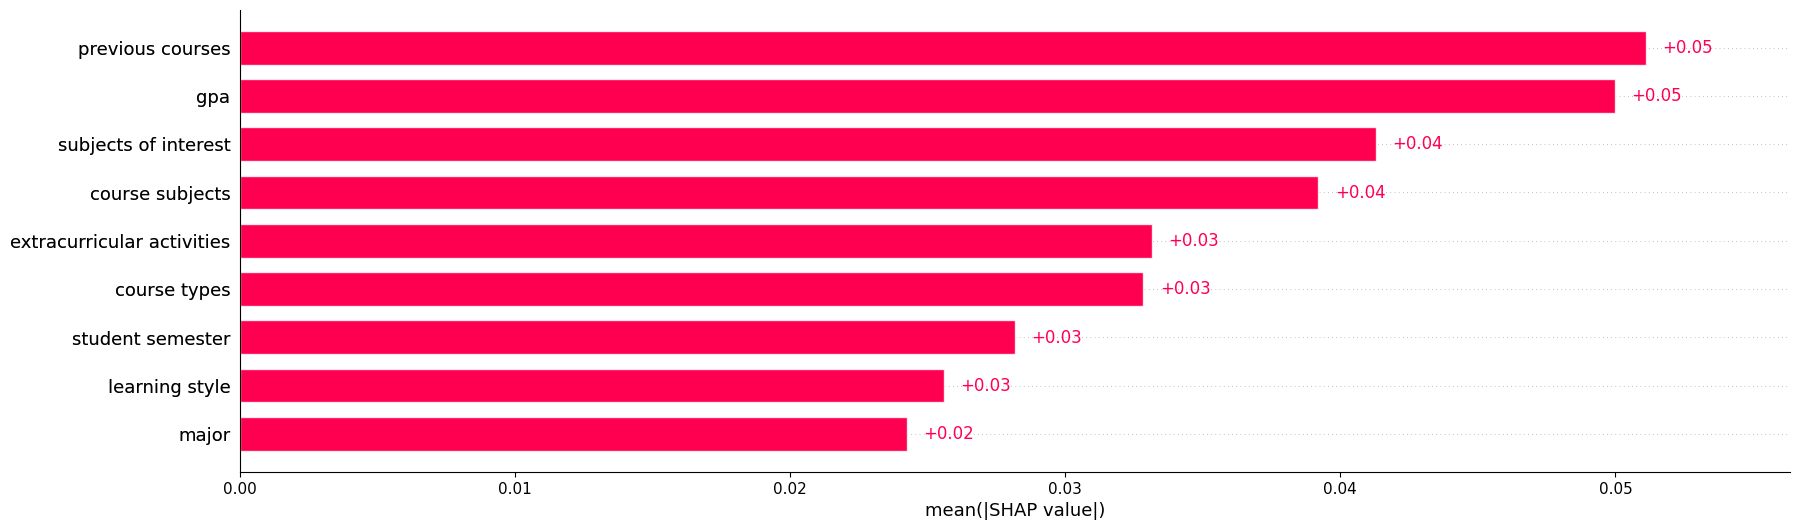 previous courses +0.05
gpa +0.05
subjects of interest +0.04
course subjects +0.04
extracurricular activities +0.03
course types +0.03
student semester +0.03
learning style +0.03
major +0.02
0.00 0.01 0.02 0.03 0.04 0.05
mean(|SHAP value|)